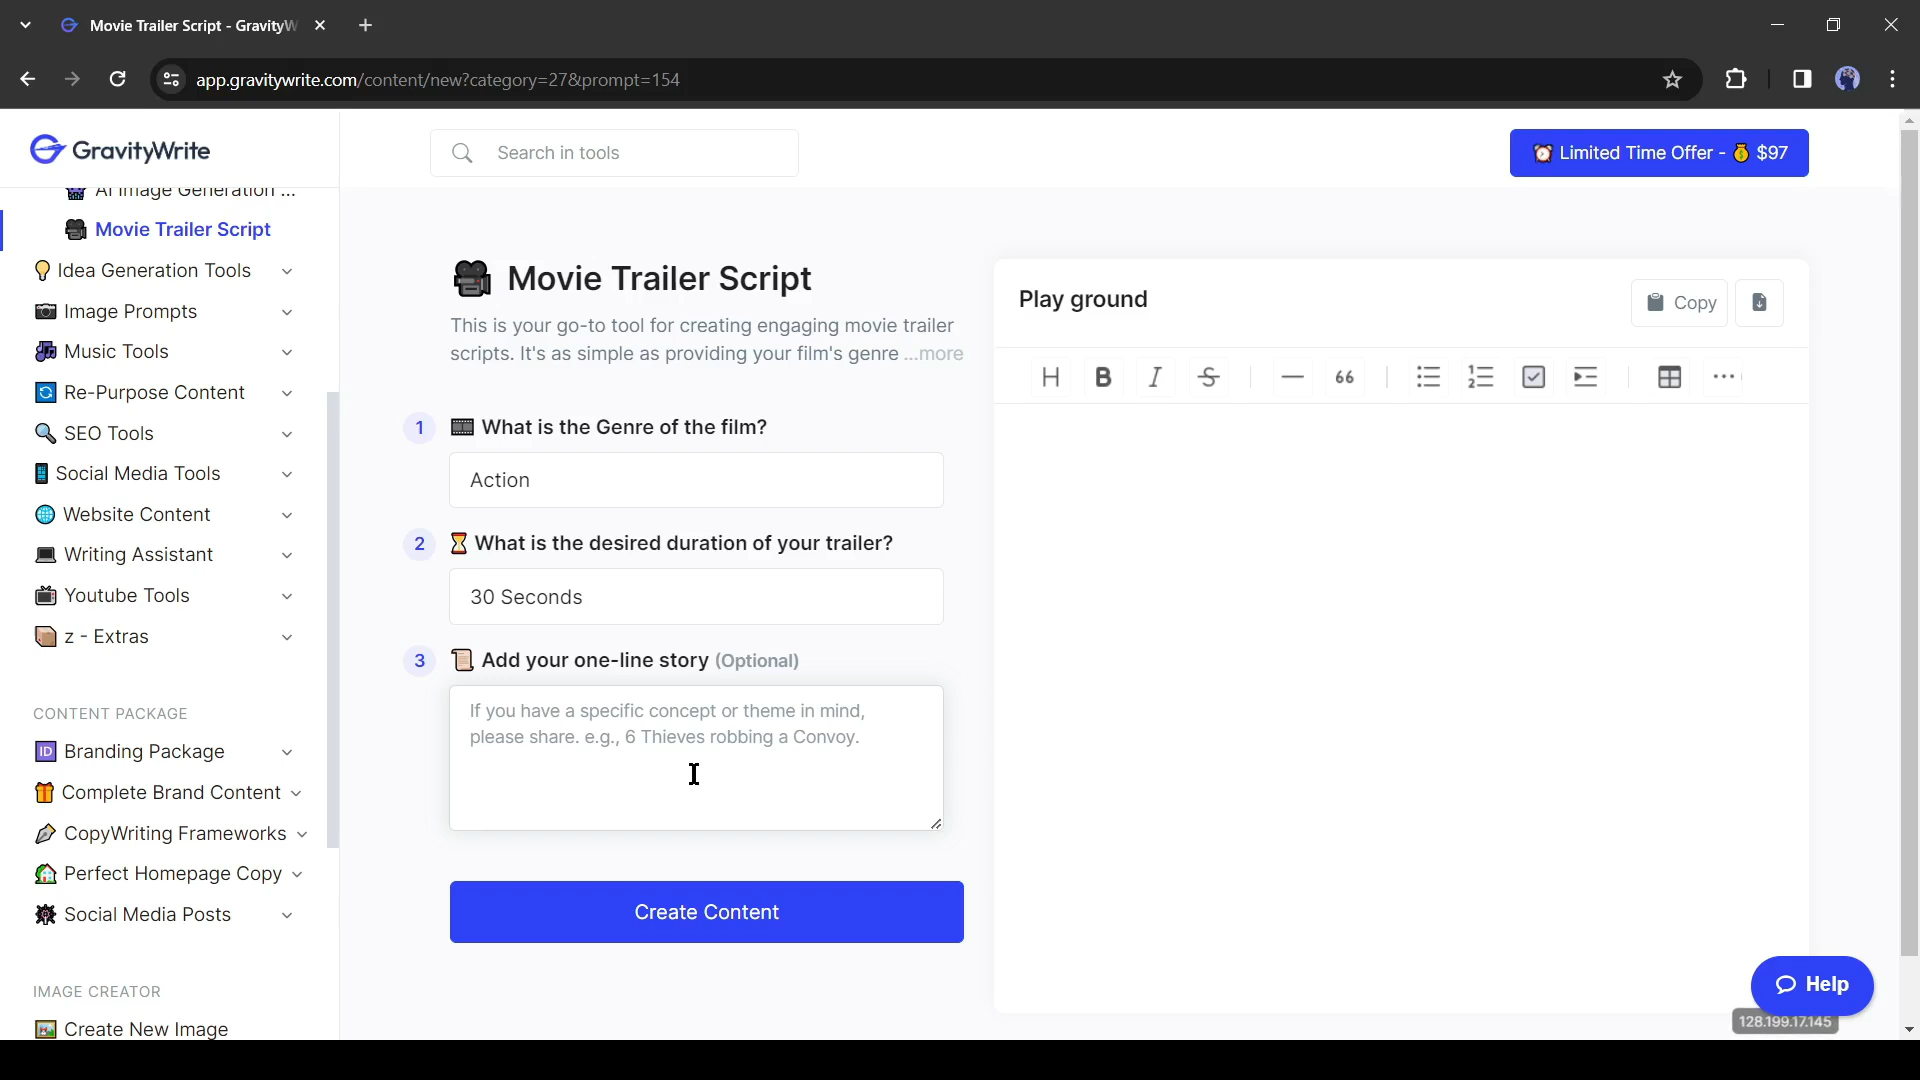 Movie Trailer Script - GravityW
app.gravitywrite.com/content/new?category=27&prompt=154
GravityWrite
Search in tools
Limited Time Offer - $97
AI Image Generation ...
Movie Trailer Script
Idea Generation Tools
Image Prompts
Music Tools
Re-Purpose Content
SEO Tools
Social Media Tools
Website Content
Writing Assistant
Youtube Tools
z - Extras
CONTENT PACKAGE
ID Branding Package
Complete Brand Content
CopyWriting Frameworks
Perfect Homepage Copy
Social Media Posts
IMAGE CREATOR
Create New Image
Movie Trailer Script
This is your go-to tool for creating engaging movie trailer
scripts. It's as simple as providing your film's genre ...more
1 What is the Genre of the film?
Action
2 What is the desired duration of your trailer?
30 Seconds
3 Add your one-line story (Optional)
If you have a specific concept or theme in mind,
please share. e.g., 6 Thieves robbing a Convoy.
Create Content
Play ground
Copy
H B I S
Help
128.199.17.145